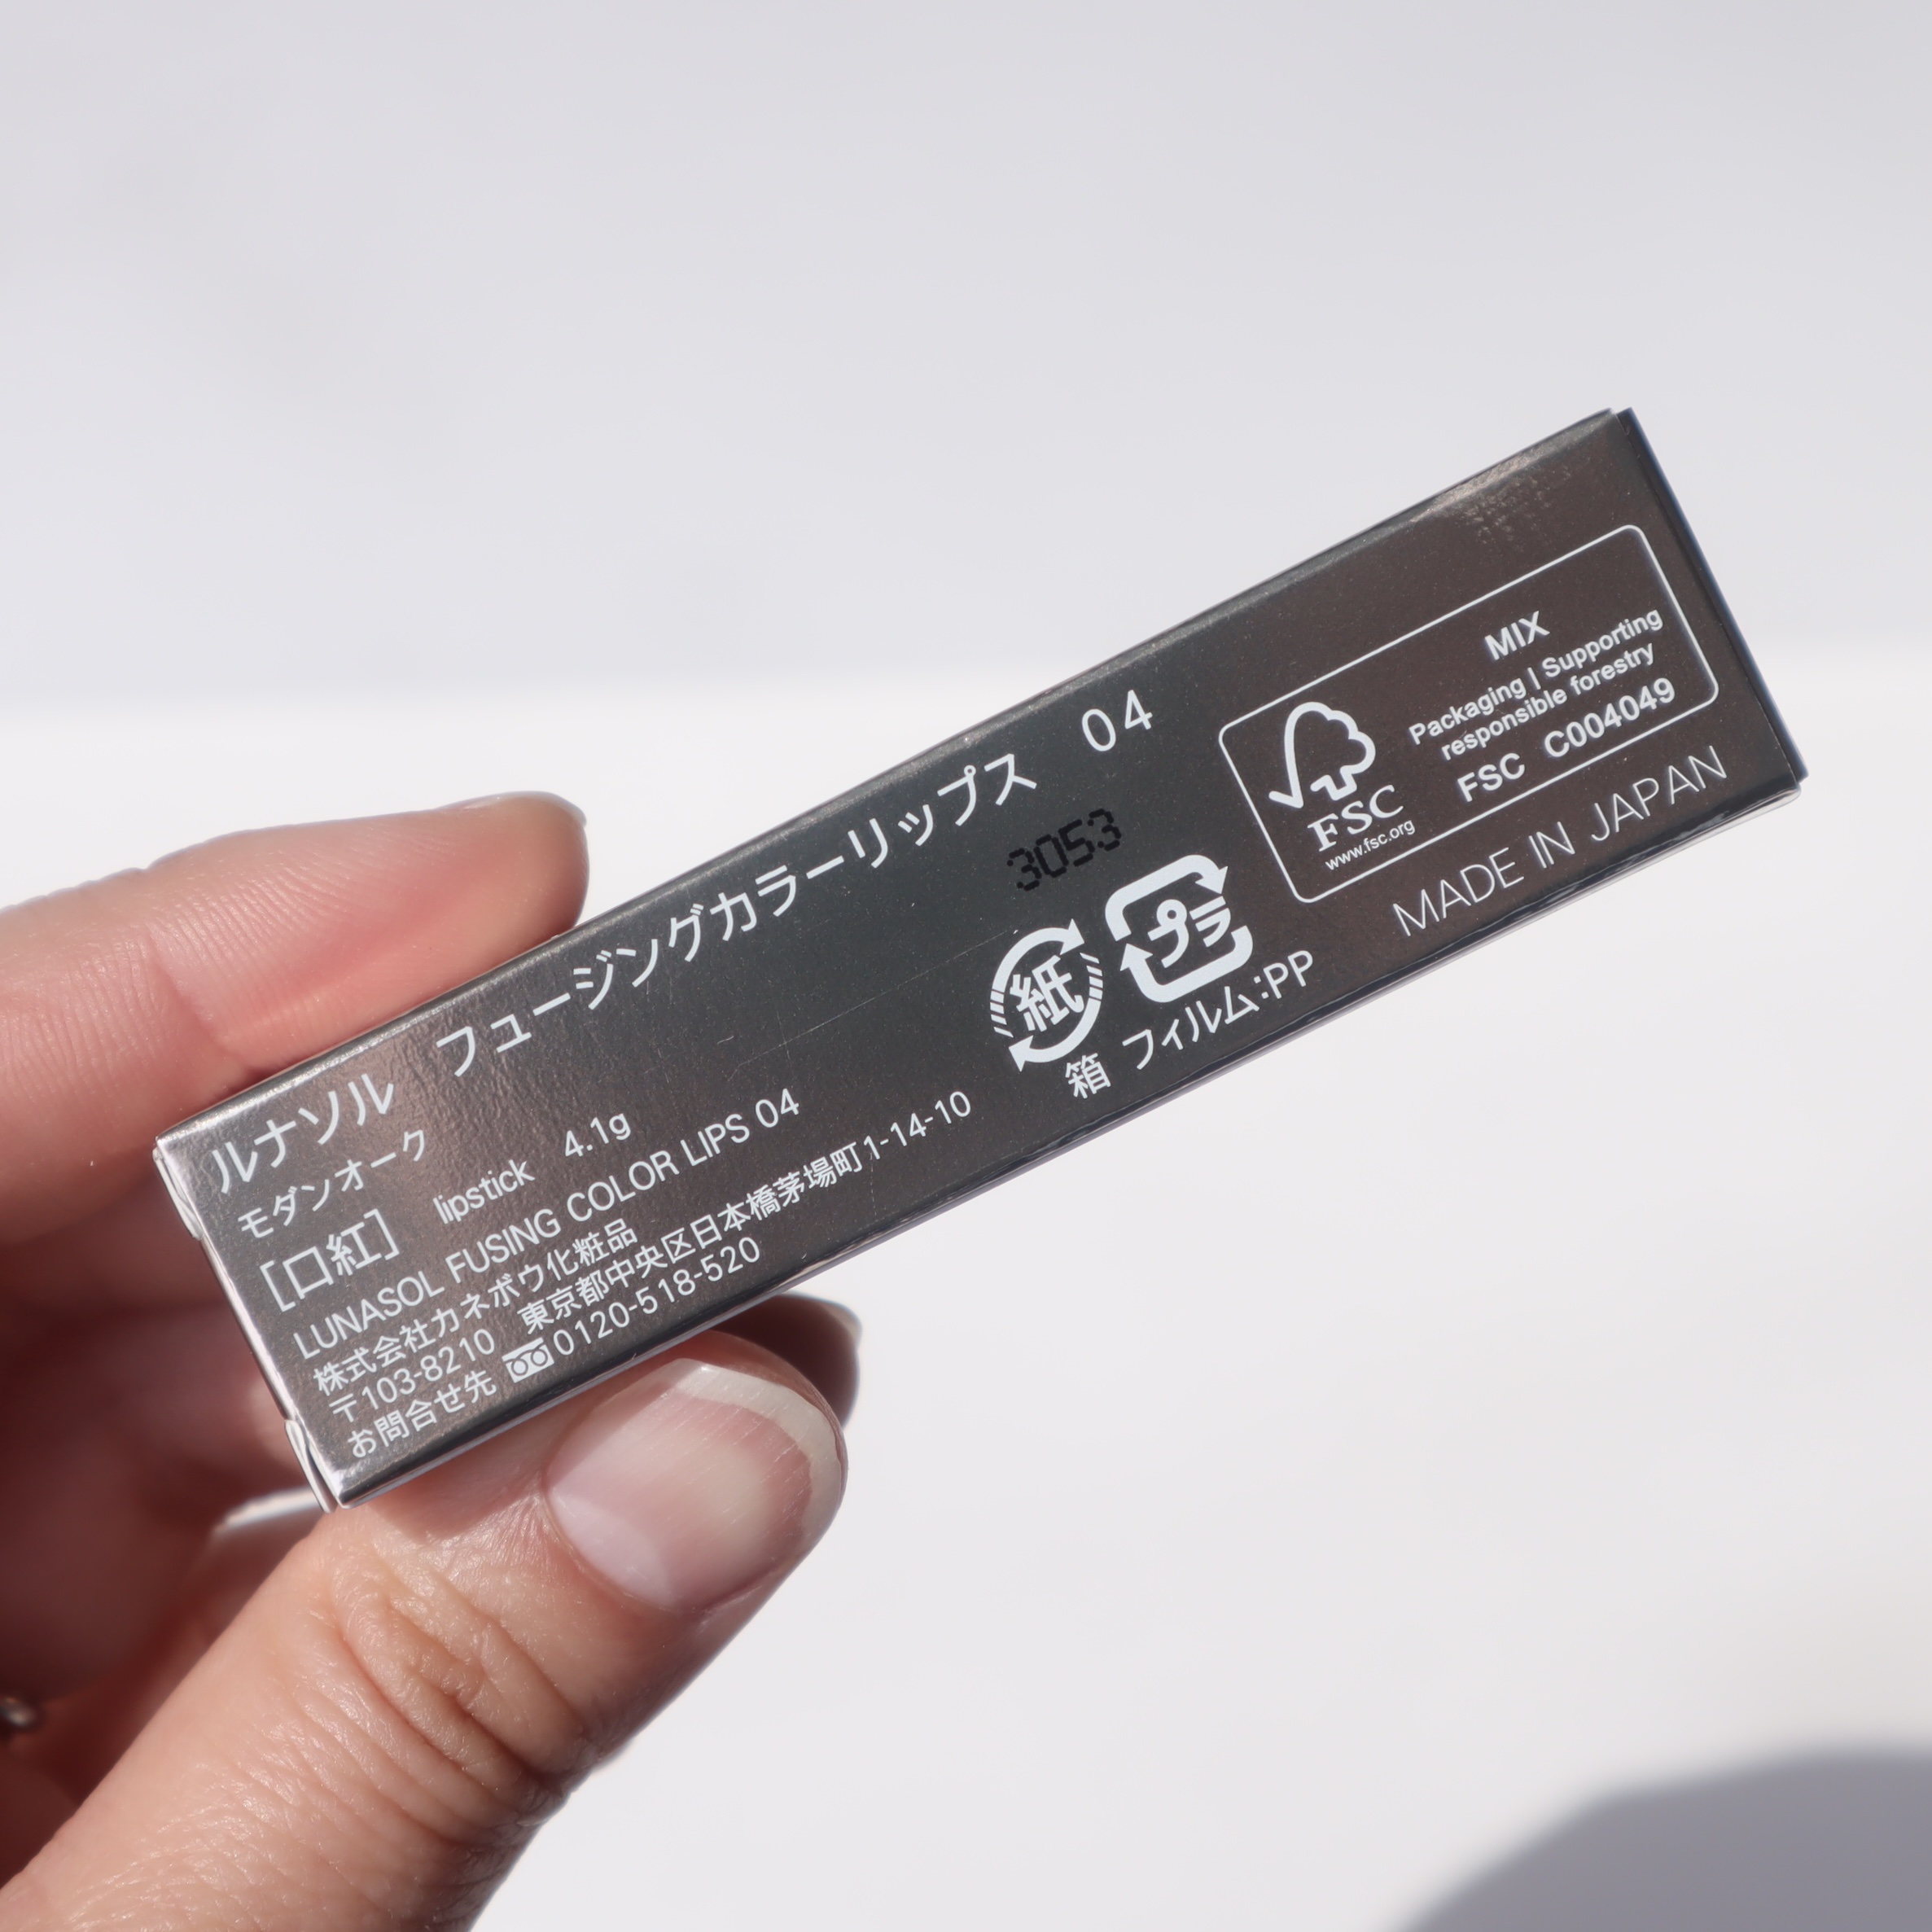 ルナソル フュージングカラーリップス 04
モダンオーク
[口紅] lipstick 4.1g
LUNASOL FUSING COLOR LIPS 04
株式会社カネボウ化粧品
〒103-8210 東京都中央区日本橋茅場町1-14-10
お問合せ先 0120-518-520
3053
紙
箱
プラ
フィルム:PP
FSC
www.fsc.org
MIX
Packaging | Supporting
responsible forestry
FSC C004049
MADE IN JAPAN